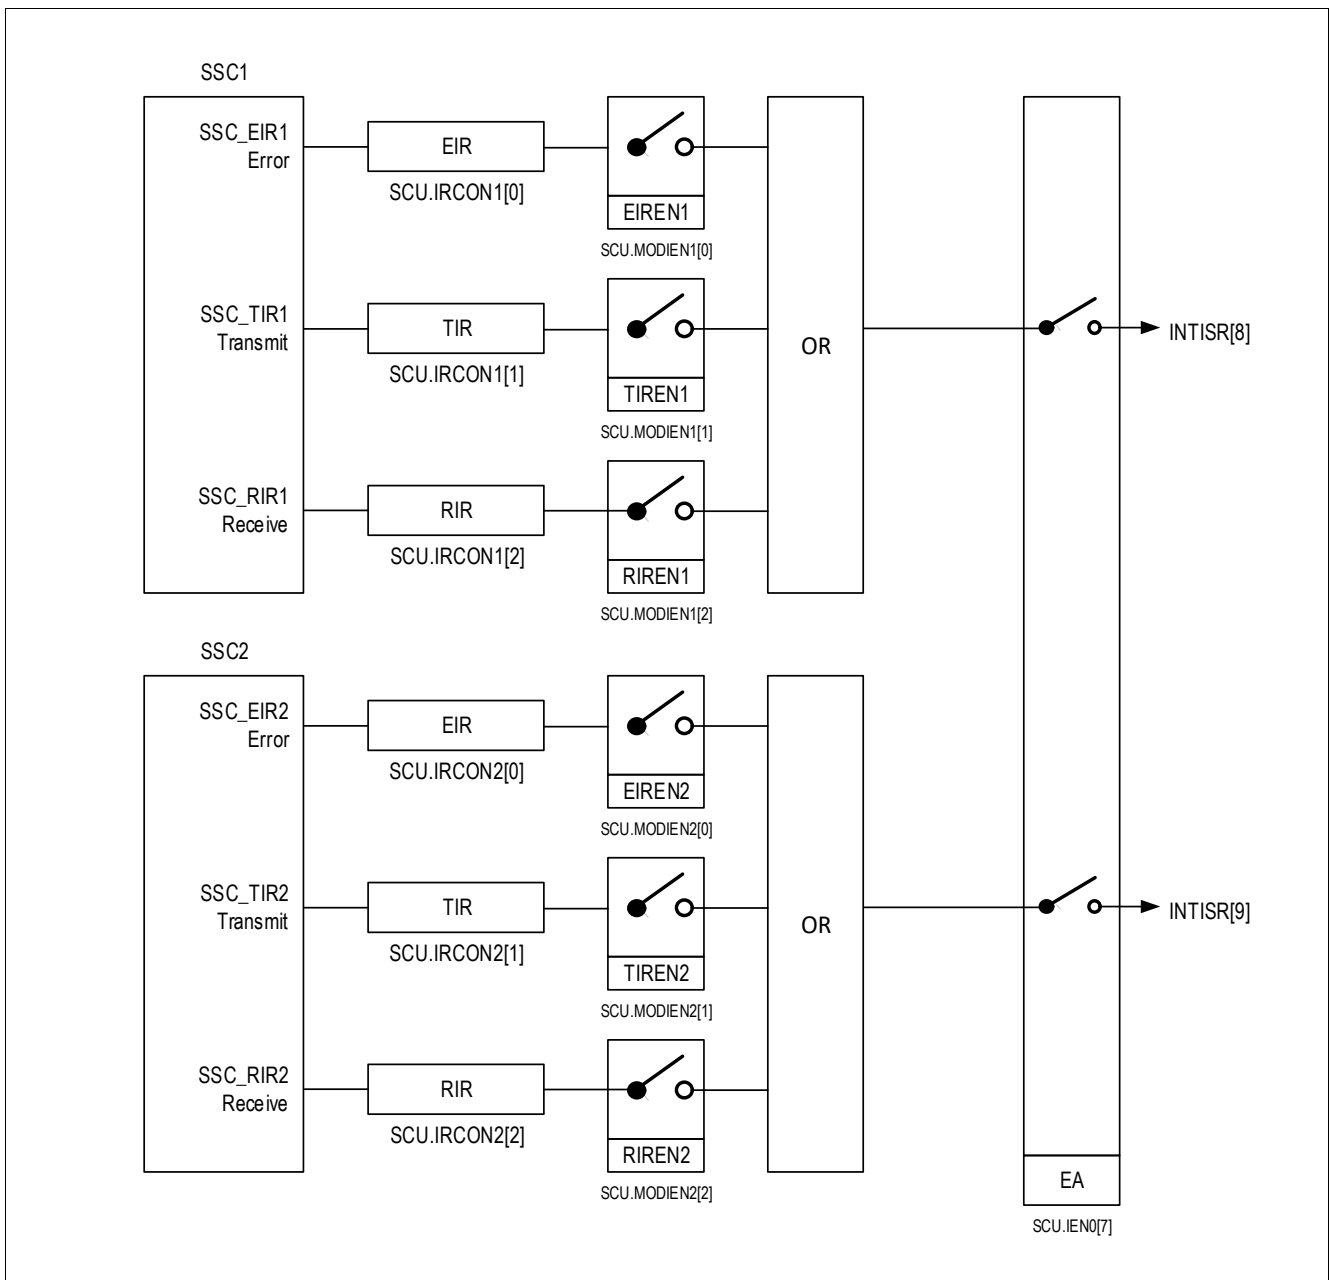 SSC1
SSC_EIR1
Error
EIR
SCU.IRCON1[0]
EIREN1
SCU.MODIEN1[0]
SSC_TIR1
Transmit
TIR
SCU.IRCON1[1]
TIREN1
SCU.MODIEN1[1]
OR
INTISR[8]
SSC_RIR1
Receive
RIR
SCU.IRCON1[2]
RIREN1
SCU.MODIEN1[2]
SSC2
SSC_EIR2
Error
EIR
SCU.IRCON2[0]
EIREN2
SCU.MODIEN2[0]
SSC_TIR2
Transmit
TIR
SCU.IRCON2[1]
TIREN2
SCU.MODIEN2[1]
OR
INTISR[9]
SSC_RIR2
Receive
RIR
SCU.IRCON2[2]
RIREN2
SCU.MODIEN2[2]
EA
SCU.IEN0[7]